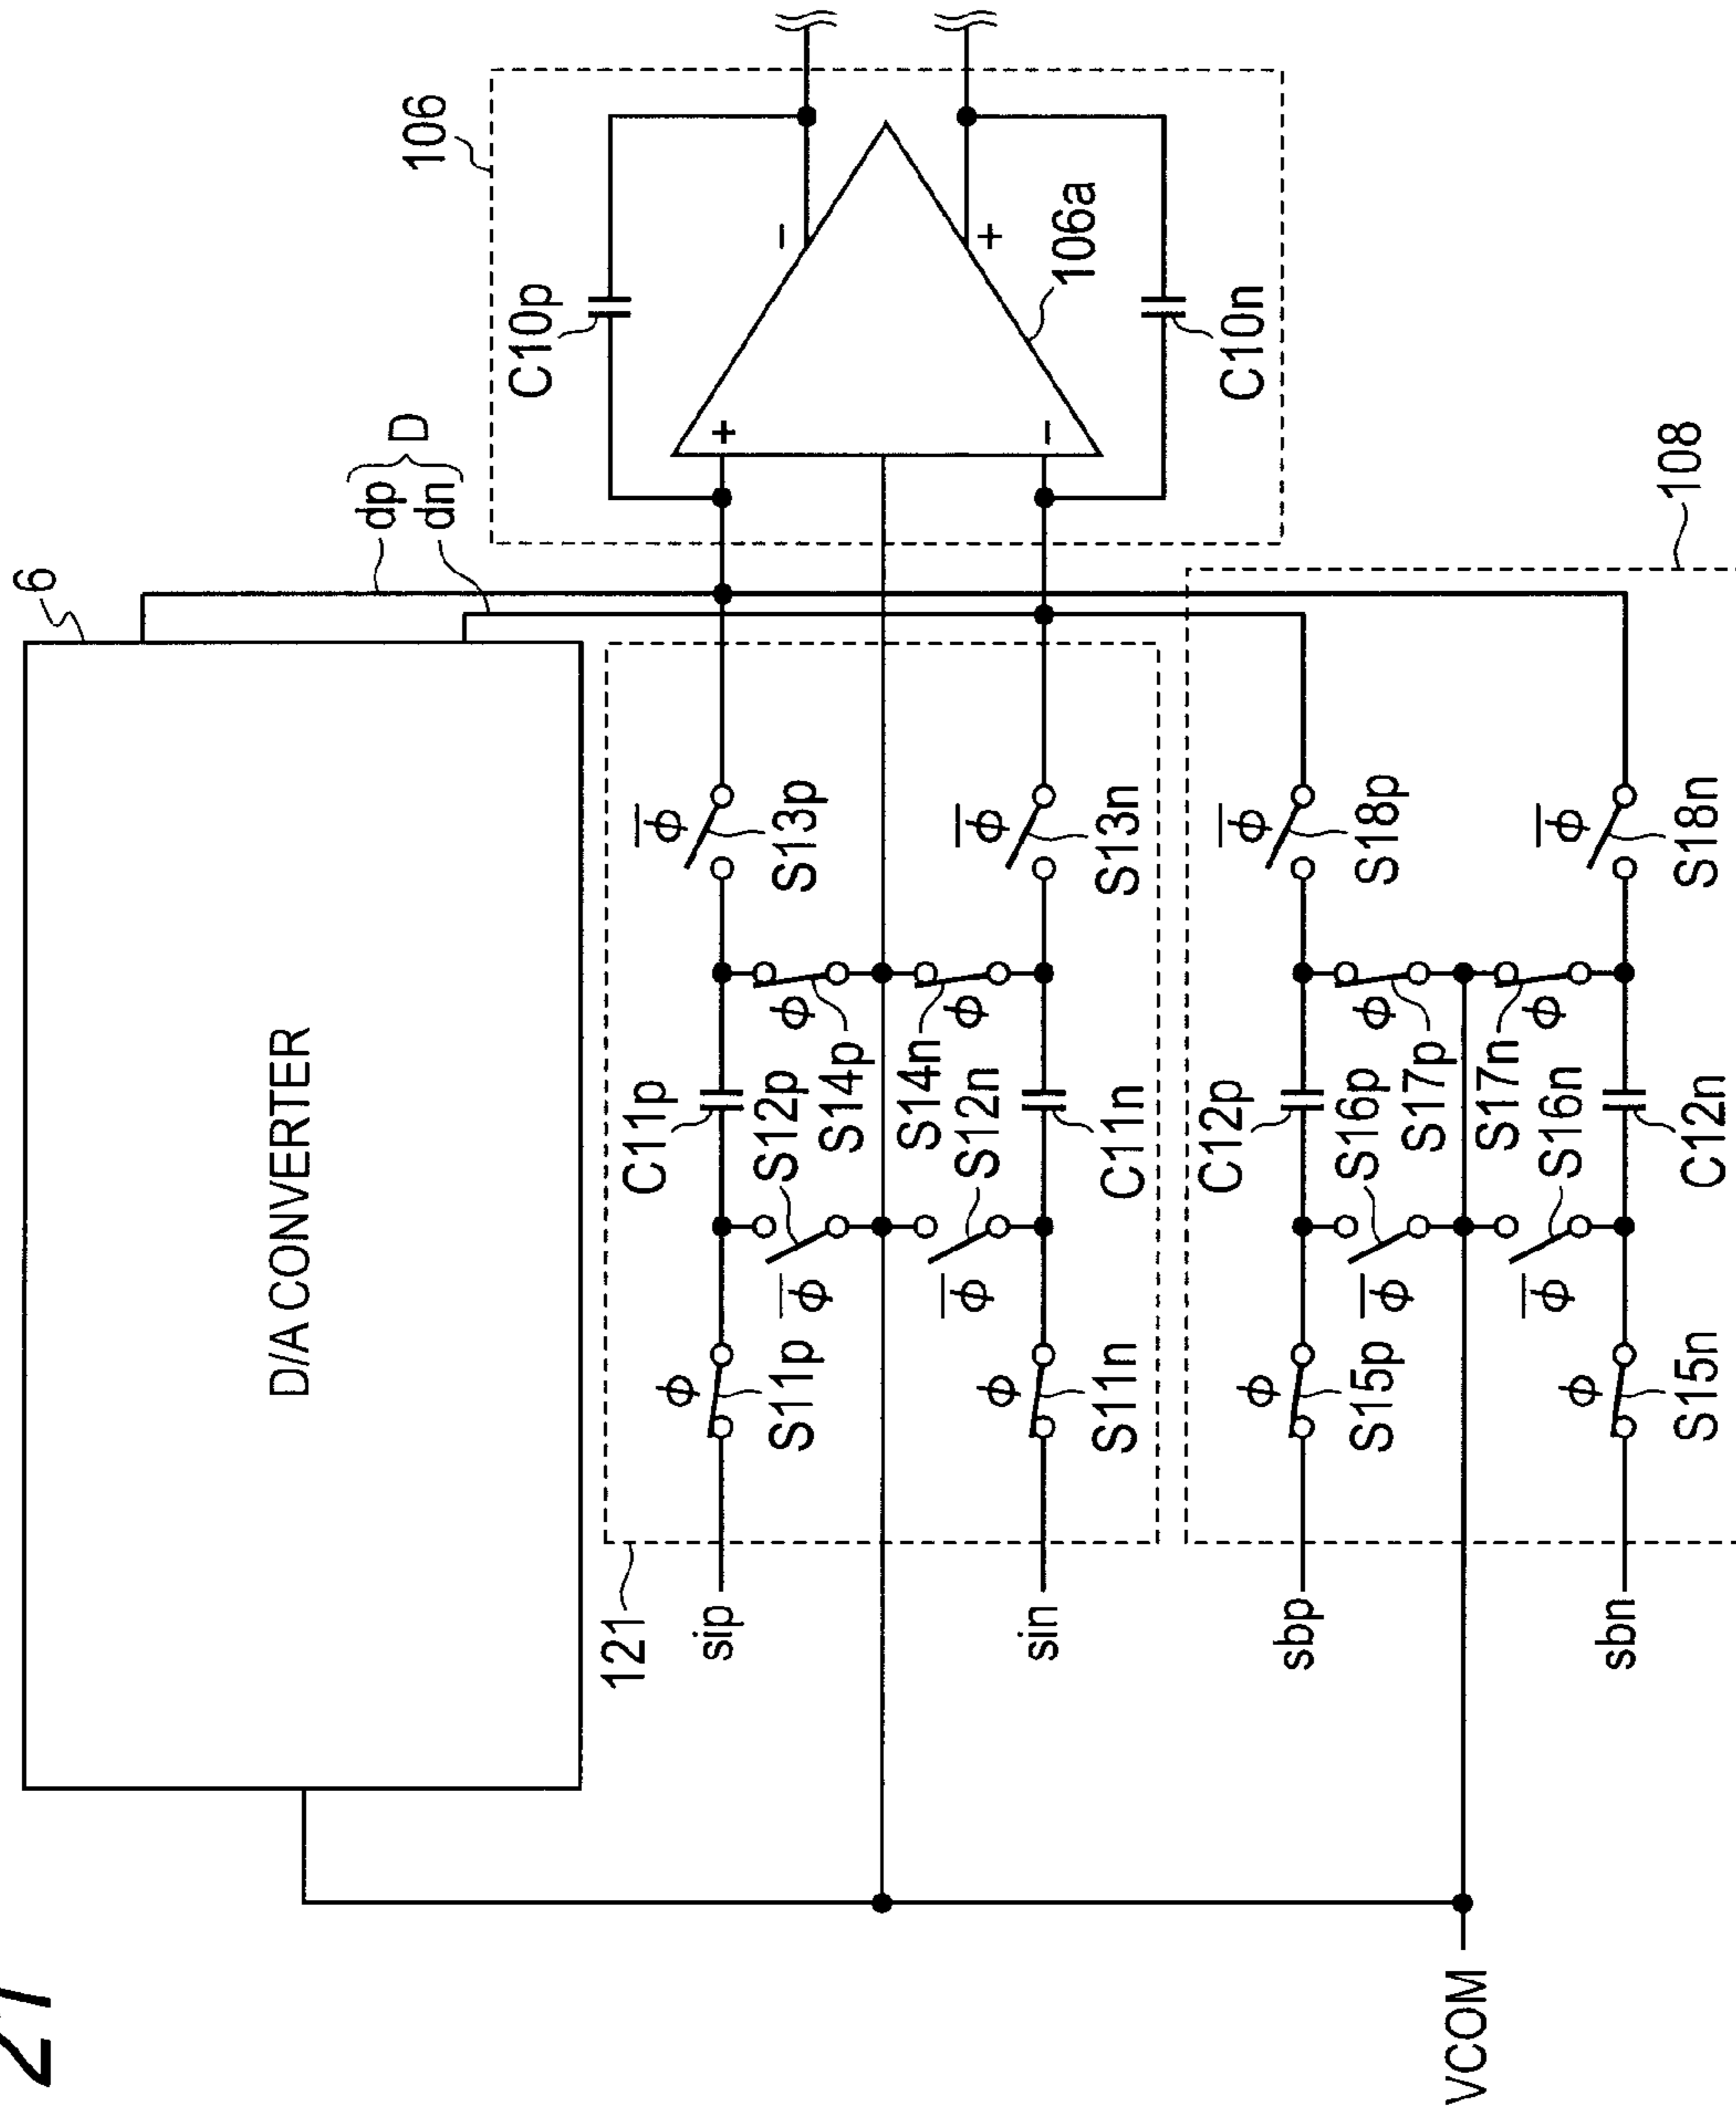 27
6
D/A CONVERTER
dp
dn
D
106
C10p
+
−
106a
−
+
C10n
121
sip
ϕ
S11p
C11p
S12p
ϕ̅
S14p
ϕ
ϕ̅
S13p
S14n
ϕ
S12n
ϕ̅
sin
ϕ
S11n
C11n
ϕ̅
S13n
108
sbp
ϕ
S15p
C12p
S16p
ϕ̅
S17p
ϕ
ϕ̅
S18p
S17n
ϕ
S16n
ϕ̅
sbn
ϕ
S15n
C12n
ϕ̅
S18n
VCOM